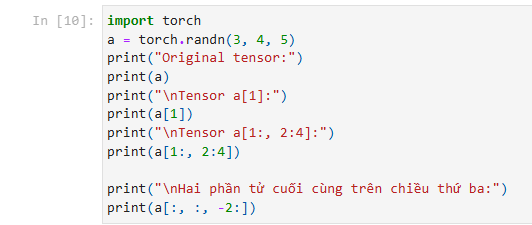 In [10]: import torch
a = torch.randn(3, 4, 5)
print("Original tensor:")
print(a)
print("\nTensor a[1]:")
print(a[1])
print("\nTensor a[1:, 2:4]:")
print(a[1:, 2:4])
print("\nHai phần tử cuối cùng trên chiều thứ ba:")
print(a[:, :, -2:])